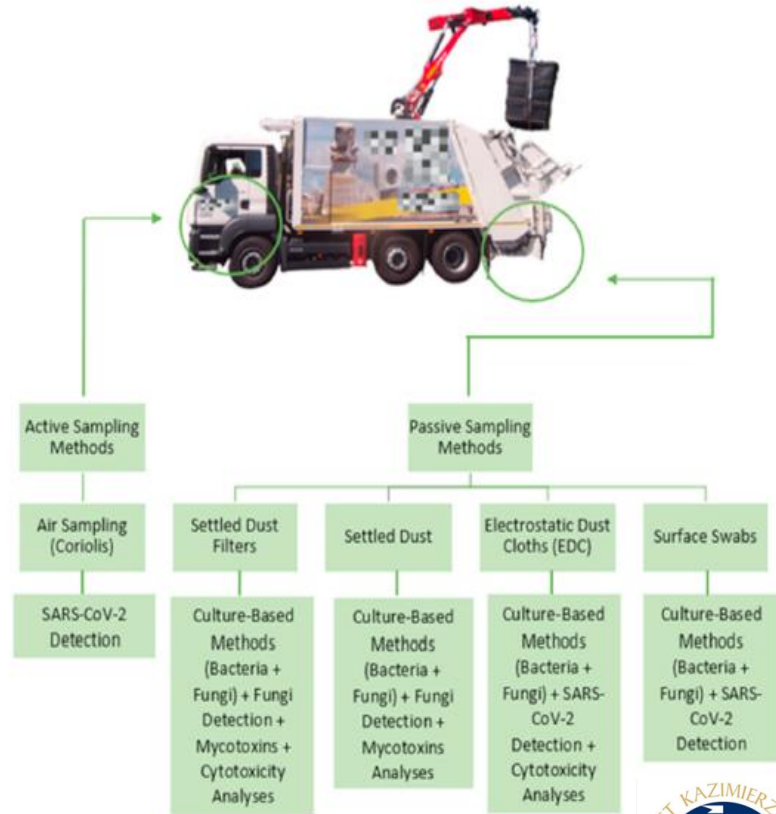 Active Sampling
Methods
Passive Sampling
Methods
Air Sampling
(Coriolis)
Settled Dust
Filters
Settled Dust
Electrostatic Dust
Cloths (EDC)
Surface Swabs
SARS-CoV-2
Detection
Culture-Based
Methods
(Bacteria +
Fungi) + Fungi
Detection +
Mycotoxins +
Cytotoxicity
Analyses
Culture-Based
Methods
(Bacteria +
Fungi) + Fungi
Detection +
Mycotoxins
Analyses
Culture-Based
Methods
(Bacteria +
Fungi) + SARS-
CoV-2
Detection +
Cytotoxicity
Analyses
Culture-Based
Methods
(Bacteria +
Fungi) + SARS-
CoV-2
Detection